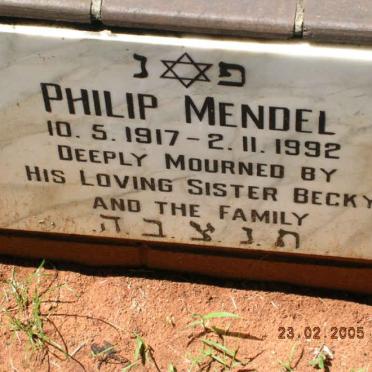 פ ✡ נ
PHILIP MENDEL
10. 5. 1917 - 2. 11. 1992
DEEPLY MOURNED BY
HIS LOVING SISTER BECKY
AND THE FAMILY
ת.נ.צ.ב.ה.
23.02.2005